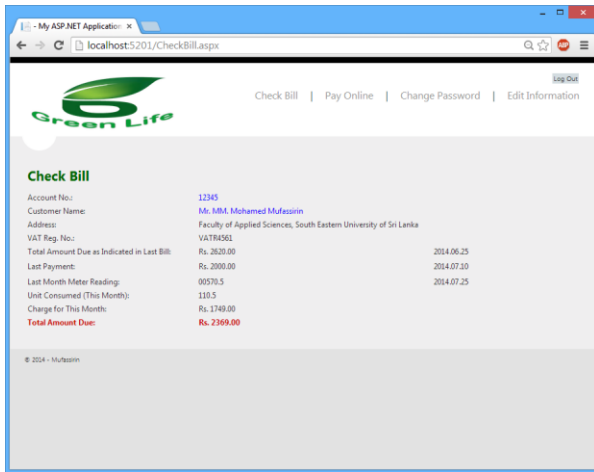 - My ASP.NET Application
localhost:5201/CheckBill.aspx
ABP
Log Out
Green Life
Check Bill | Pay Online | Change Password | Edit Information
Check Bill
Account No.: 12345
Customer Name: Mr. MM. Mohamed Mufassirin
Address: Faculty of Applied Sciences, South Eastern University of Sri Lanka
VAT Reg. No.: VATR4561
Total Amount Due as Indicated in Last Bill: Rs. 2620.00 2014.06.25
Last Payment: Rs. 2000.00 2014.07.10
Last Month Meter Reading: 00570.5 2014.07.25
Unit Consumed (This Month): 110.5
Charge for This Month: Rs. 1749.00
Total Amount Due: Rs. 2369.00
© 2014 - Mufassirin